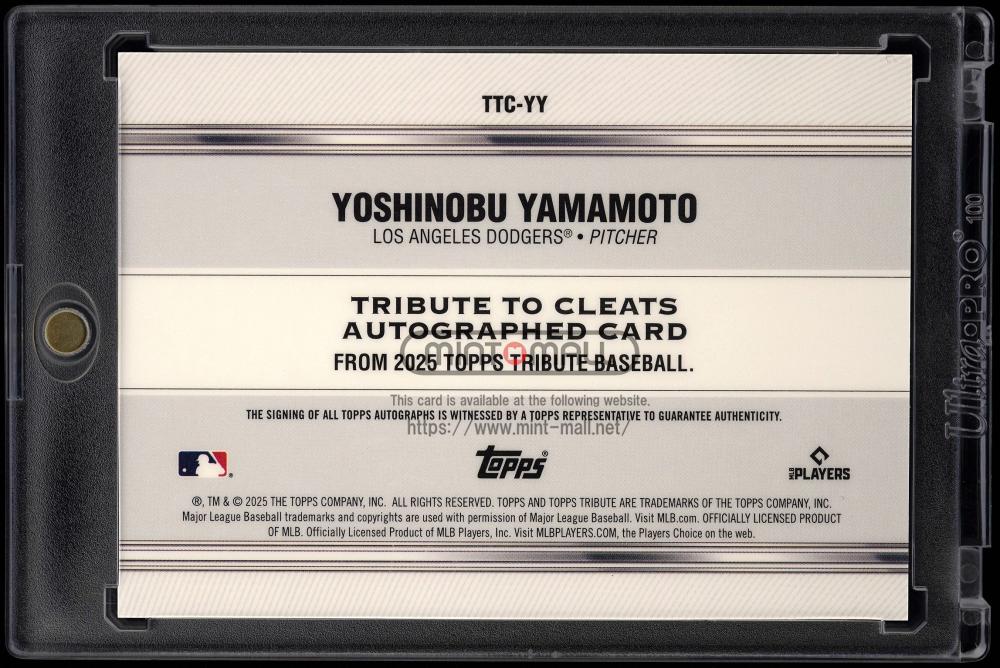 TTC-YY
YOSHINOBU YAMAMOTO
LOS ANGELES DODGERS® • PITCHER
TRIBUTE TO CLEATS
AUTOGRAPHED CARD
FROM 2025 TOPPS TRIBUTE BASEBALL.
mint mall
This card is available at the following website.
THE SIGNING OF ALL TOPPS AUTOGRAPHS IS WITNESSED BY A TOPPS REPRESENTATIVE TO GUARANTEE AUTHENTICITY.
https://www.mint-mall.net/
Topps®
MLB PLAYERS
®, TM & © 2025 THE TOPPS COMPANY, INC. ALL RIGHTS RESERVED. TOPPS AND TOPPS TRIBUTE ARE TRADEMARKS OF THE TOPPS COMPANY, INC.
Major League Baseball trademarks and copyrights are used with permission of Major League Baseball. Visit MLB.com. OFFICIALLY LICENSED PRODUCT
OF MLB. Officially Licensed Product of MLB Players, Inc. Visit MLBPLAYERS.COM, the Players Choice on the web.
Ultra PRO® 100